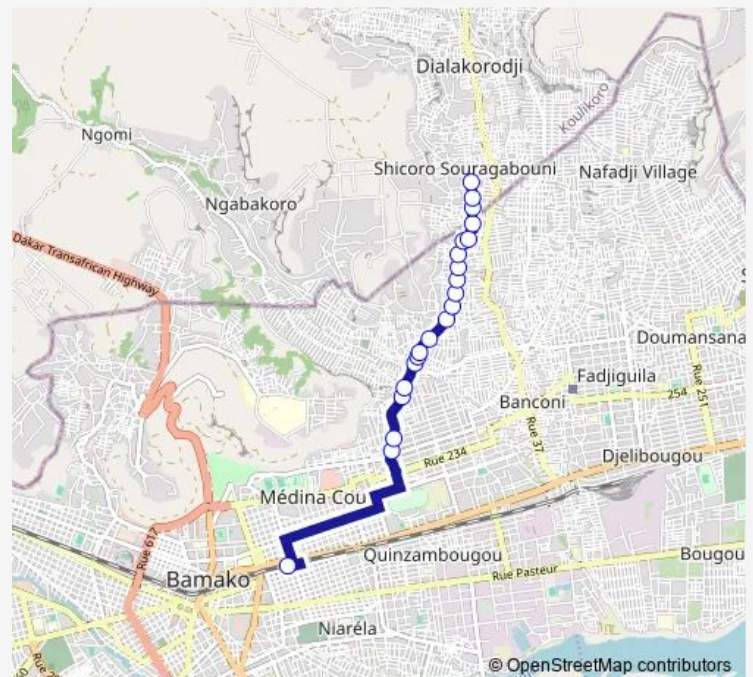 Dialakorodji
Koulikoro
Ngomi
Shicoro Souragabouni
Nafadji Village
Ngabakoro
Dakar Transafrican Highway
Doumansana
Fadjiguila
Rue 251
254
Banconi
Rue 37
Rue 234
Djelibougou
Médina Cou
Rue 617
Quinzambougou
Bougou
Bamako
Rue Pasteur
Niaréla
© OpenStreetMap contributors